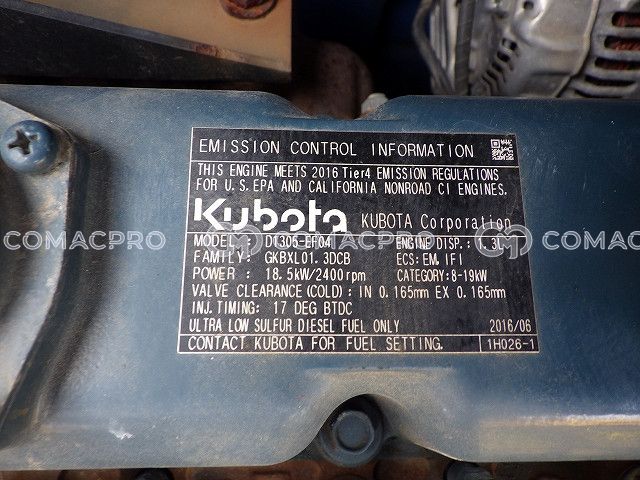 EMISSION CONTROL INFORMATION
THIS ENGINE MEETS 2016 Tier4 EMISSION REGULATIONS
FOR U.S. EPA AND CALIFORNIA NONROAD CI ENGINES.
Kubota KUBOTA Corporation
MODEL : D1305-EF04 ENGINE DISP.: 1.3L
FAMILY: GKBXL01.3DCB ECS: EM, IFI
POWER : 18.5kW/2400rpm CATEGORY: 8-19kW
VALVE CLEARANCE (COLD): IN 0.165mm EX 0.165mm
INJ. TIMING: 17 DEG BTDC
ULTRA LOW SULFUR DIESEL FUEL ONLY 2016/06
CONTACT KUBOTA FOR FUEL SETTING. 1H026-1
COMACPRO COMACPRO COMACPRO
COMACPRO COMACPRO COMACPRO